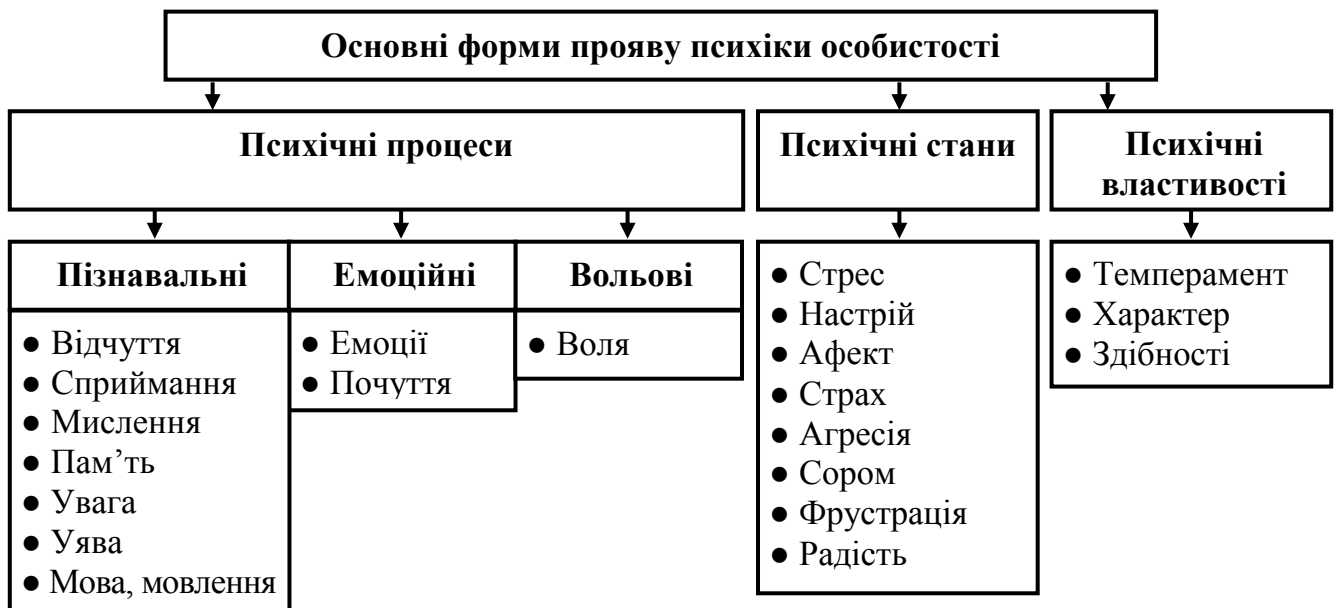 Основні форми прояву психіки особистості
Психічні процеси
Психічні стани
Психічні
властивості
Пізнавальні
Емоційні
Вольові
● Відчуття
● Сприймання
● Мислення
● Пам’ть
● Увага
● Уява
● Мова, мовлення
● Емоції
● Почуття
● Воля
● Стрес
● Настрій
● Афект
● Страх
● Агресія
● Сором
● Фрустрація
● Радість
● Темперамент
● Характер
● Здібності